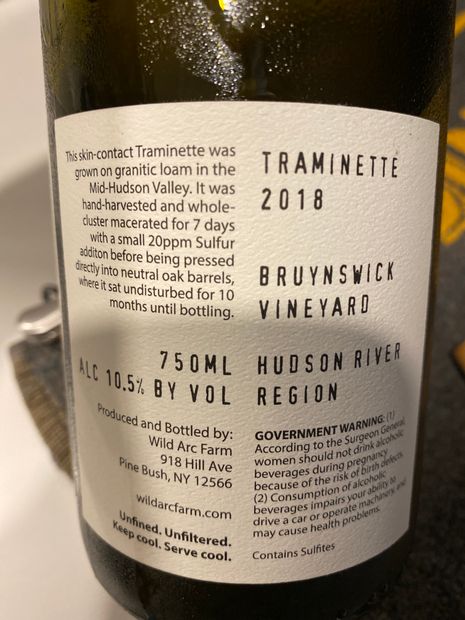 This skin-contact Traminette was
grown on granitic loam in the
Mid-Hudson Valley. It was
hand-harvested and whole-
cluster macerated for 7 days
with a small 20ppm Sulfur
additon before being pressed
directly into neutral oak barrels,
where it sat undisturbed for 10
months until bottling.
750ML
ALC 10.5% BY VOL
Produced and Bottled by:
Wild Arc Farm
918 Hill Ave
Pine Bush, NY 12566
wildarcfarm.com
Unfined. Unfiltered.
Keep cool. Serve cool.
TRAMINETTE
2018
BRUYNSWICK
VINEYARD
HUDSON RIVER
REGION
GOVERNMENT WARNING: (1)
According to the Surgeon General,
women should not drink alcoholic
beverages during pregnancy
because of the risk of birth defects.
(2) Consumption of alcoholic
beverages impairs your ability to
drive a car or operate machinery, and
may cause health problems.
Contains Sulfites